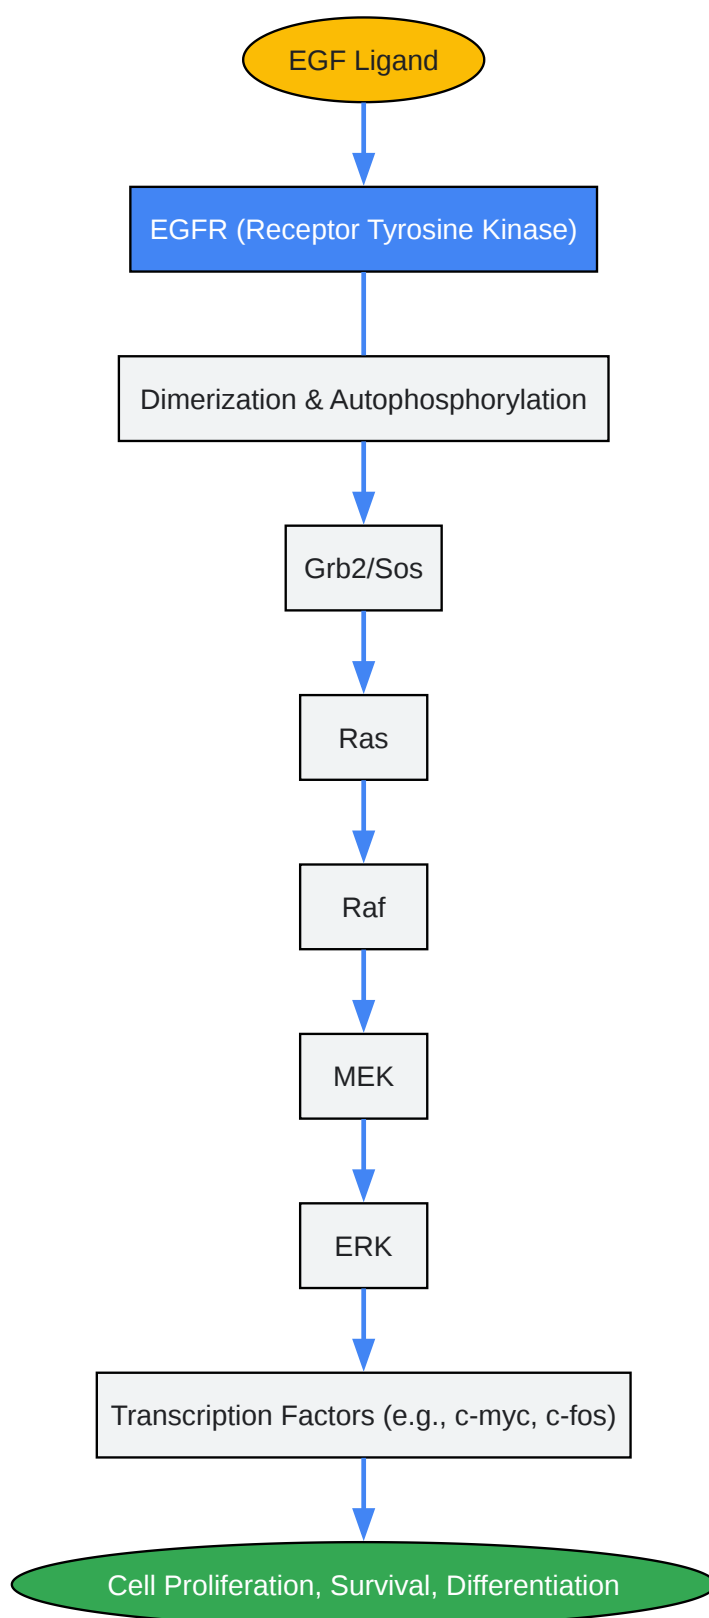 EGF Ligand
EGFR (Receptor Tyrosine Kinase)
Dimerization & Autophosphorylation
Grb2/Sos
Ras
Raf
MEK
ERK
Transcription Factors (e.g., c-myc, c-fos)
Cell Proliferation, Survival, Differentiation